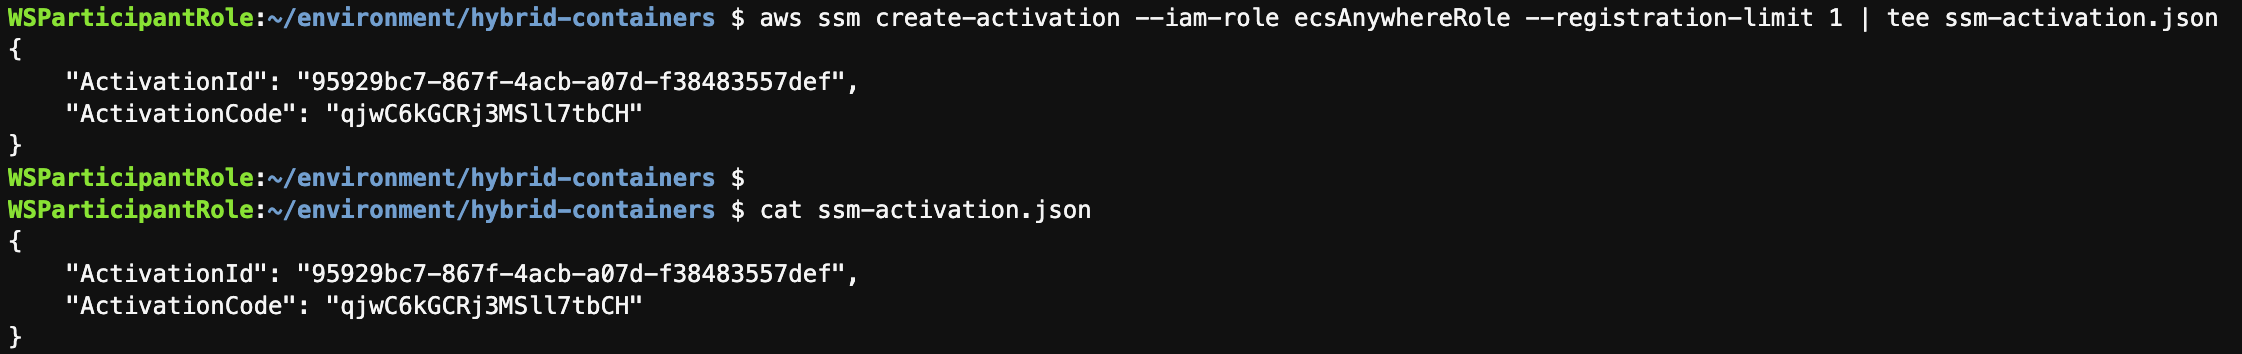 WSParticipantRole:~/environment/hybrid-containers $ aws ssm create-activation --iam-role ecsAnywhereRole --registration-limit 1 | tee ssm-activation.json
{
    "ActivationId": "95929bc7-867f-4acb-a07d-f38483557def",
    "ActivationCode": "qjwC6kGCRj3MSll7tbCH"
}
WSParticipantRole:~/environment/hybrid-containers $
WSParticipantRole:~/environment/hybrid-containers $ cat ssm-activation.json
{
    "ActivationId": "95929bc7-867f-4acb-a07d-f38483557def",
    "ActivationCode": "qjwC6kGCRj3MSll7tbCH"
}